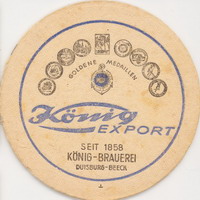 GOLDENE MEDAILLEN
König
EXPORT
SEIT 1858
KÖNIG-BRAUEREI
DUISBURG-BEECK